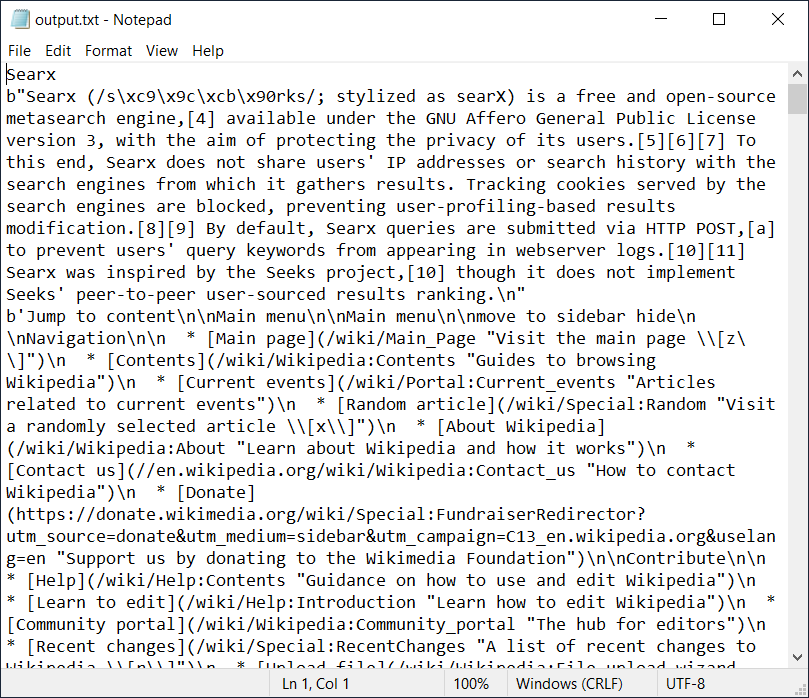 output.txt - Notepad
File Edit Format View Help
Searx
b"Searx (/s\xc9\x9c\xcb\x90rks/; stylized as searX) is a free and open-source
metasearch engine,[4] available under the GNU Affero General Public License
version 3, with the aim of protecting the privacy of its users.[5][6][7] To
this end, Searx does not share users' IP addresses or search history with the
search engines from which it gathers results. Tracking cookies served by the
search engines are blocked, preventing user-profiling-based results
modification.[8][9] By default, Searx queries are submitted via HTTP POST,[a]
to prevent users' query keywords from appearing in webserver logs.[10][11]
Searx was inspired by the Seeks project,[10] though it does not implement
Seeks' peer-to-peer user-sourced results ranking.\n"
b'Jump to content\n\nMain menu\n\nMain menu\n\nmove to sidebar hide\n
\nNavigation\n\n  * [Main page](/wiki/Main_Page "Visit the main page \\[z\
\]")\n  * [Contents](/wiki/Wikipedia:Contents "Guides to browsing
Wikipedia")\n  * [Current events](/wiki/Portal:Current_events "Articles
related to current events")\n  * [Random article](/wiki/Special:Random "Visit
a randomly selected article \\[x\\]")\n  * [About Wikipedia]
(/wiki/Wikipedia:About "Learn about Wikipedia and how it works")\n  *
[Contact us](//en.wikipedia.org/wiki/Wikipedia:Contact_us "How to contact
Wikipedia")\n  * [Donate]
(https://donate.wikimedia.org/wiki/Special:FundraiserRedirector?
utm_source=donate&utm_medium=sidebar&utm_campaign=C13_en.wikipedia.org&uselan
g=en "Support us by donating to the Wikimedia Foundation")\n\nContribute\n\n
* [Help](/wiki/Help:Contents "Guidance on how to use and edit Wikipedia")\n
* [Learn to edit](/wiki/Help:Introduction "Learn how to edit Wikipedia")\n  *
[Community portal](/wiki/Wikipedia:Community_portal "The hub for editors")\n
* [Recent changes](/wiki/Special:RecentChanges "A list of recent changes to
Wikipedia \\[r\\]")\n  * [Upload file](/wiki/Wikipedia:File_upload_wizard
Ln 1, Col 1 100% Windows (CRLF) UTF-8